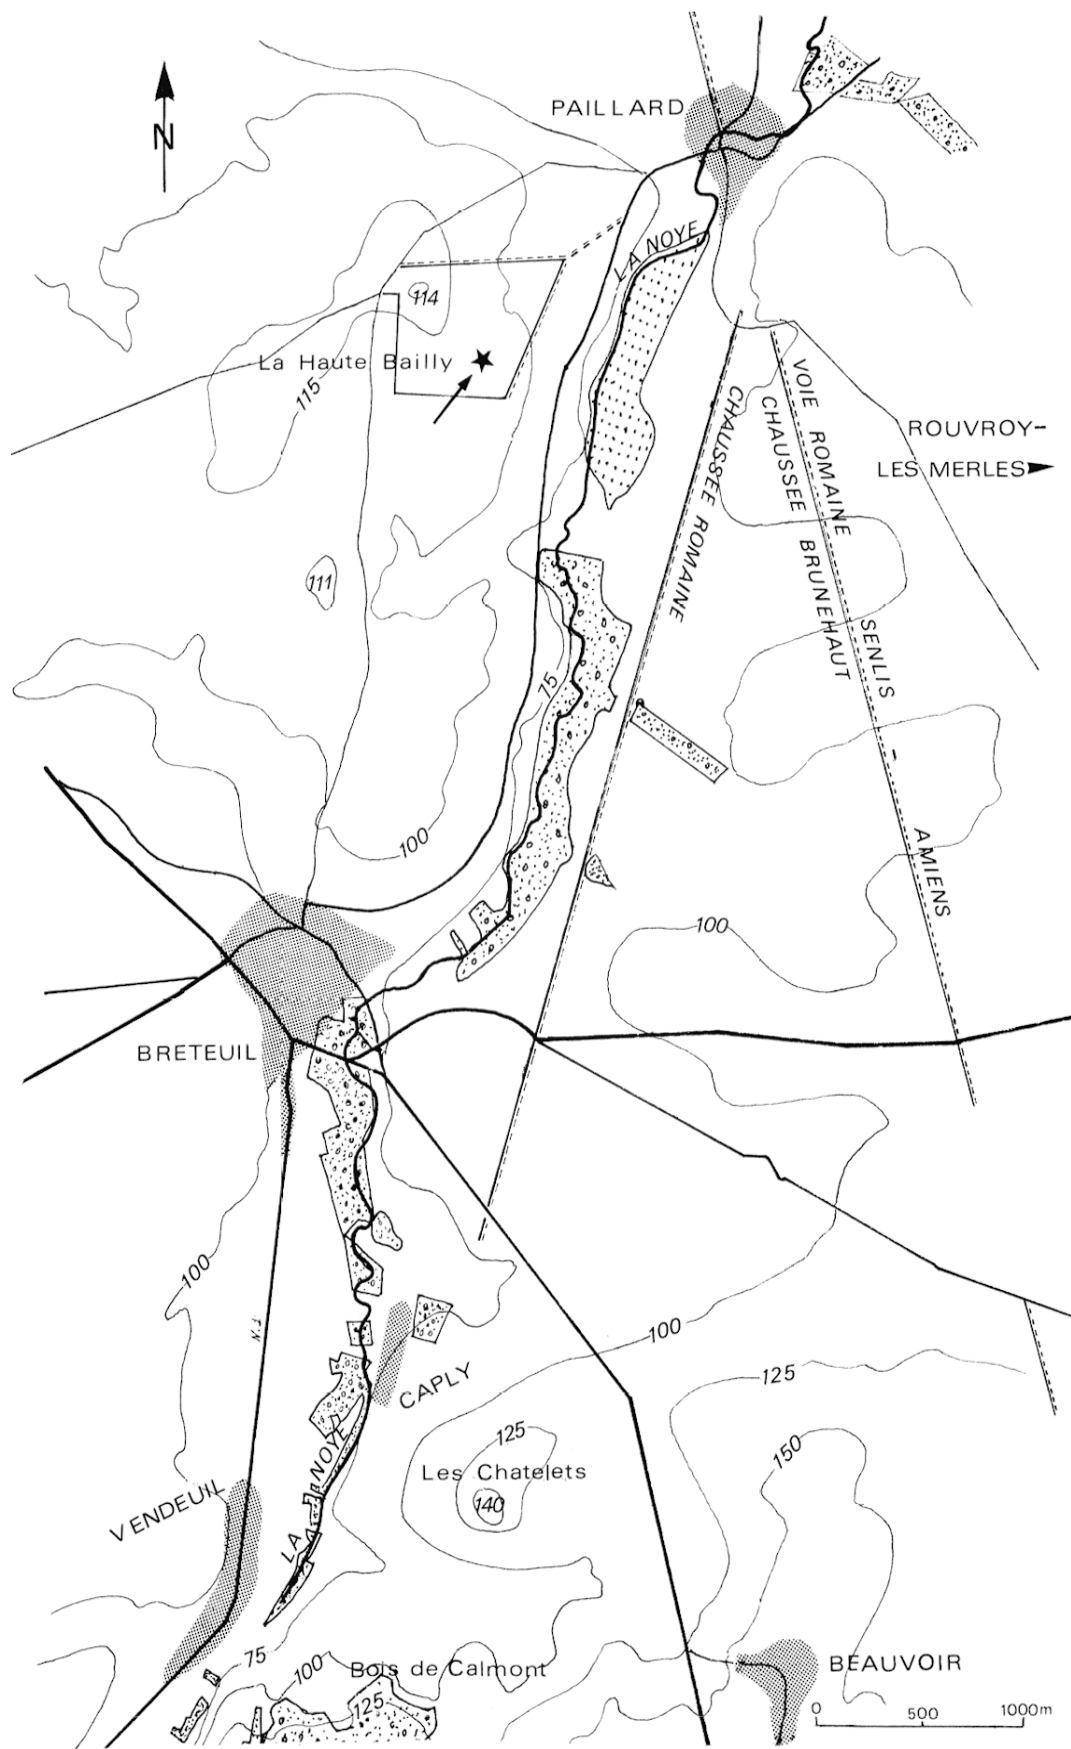 PAILLARD
N
LA NOYE
114
La Haute Bailly
115
VOIE ROMAINE SENLIS - AMIENS
CHAUSSEE BRUNEHAUT
CHAUSSEE ROMAINE
ROUVROY-
LES MERLES
111
75
100
100
BRETEUIL
100
100
125
CAPLY
125
150
Les Chatelets
140
LA NOYE
VENDEUIL
75
100
Bois de Calmont
125
BEAUVOIR
0 500 1000m